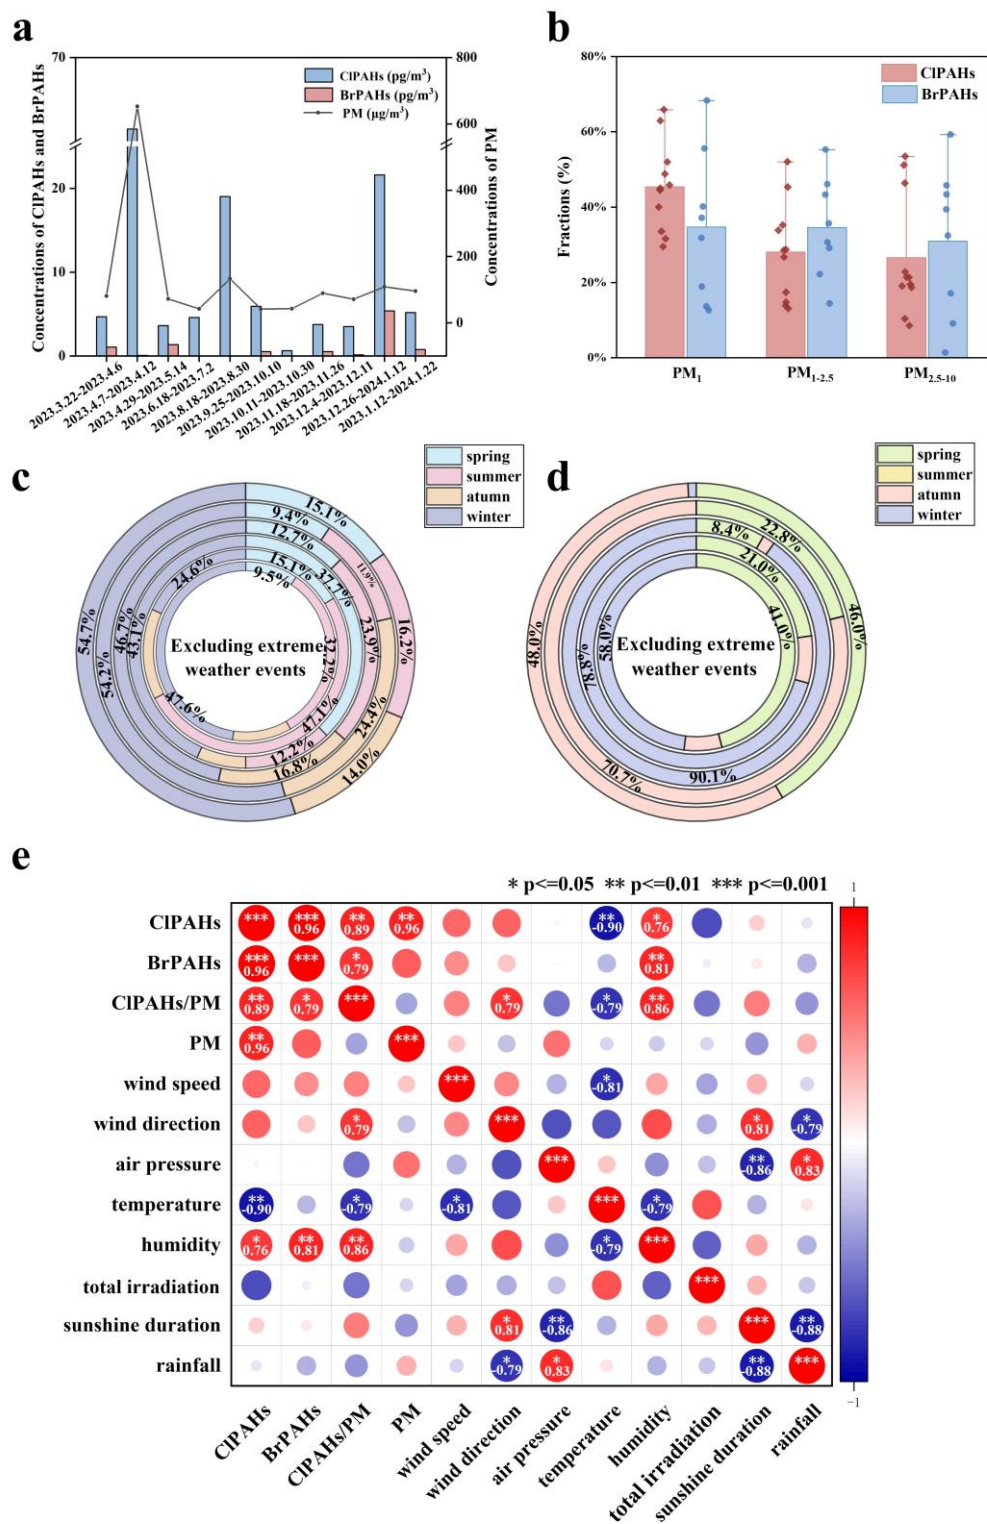 a
70
20
10
0
Concentrations of ClPAHs and BrPAHs
ClPAHs (pg/m³)
BrPAHs (pg/m³)
PM (μg/m³)
800
600
400
200
0
Concentrations of PM
2023.3.22-2023.4.6
2023.4.7-2023.4.12
2023.4.29-2023.5.14
2023.6.18-2023.7.2
2023.8.18-2023.8.30
2023.9.25-2023.10.10
2023.10.11-2023.10.30
2023.11.18-2023.11.26
2023.12.4-2023.12.11
2023.12.26-2024.1.12
2023.1.12-2024.1.22
b
80%
60%
40%
20%
0%
Fractions (%)
ClPAHs
BrPAHs
PM₁
PM₁₋₂.₅
PM₂.₅₋₁₀
c
spring
summer
atumn
winter
15.1%
9.4%
12.7%
15.1%
9.5%
37.7%
11.9%
24.6%
54.7%
46.7%
43.1%
54.2%
Excluding extreme
weather events
32.2%
23.9%
16.2%
47.6%
47.1%
12.2%
24.4%
16.8%
14.0%
d
spring
summer
atumn
winter
22.8%
8.4%
21.0%
41.0%
46.0%
48.0%
78.8%
58.0%
Excluding extreme
weather events
70.7%
90.1%
e
* p<=0.05 ** p<=0.01 *** p<=0.001
1
ClPAHs *** *** 0.96 ** 0.89 ** 0.96 ** -0.90 * 0.76
BrPAHs *** 0.96 *** * 0.79 ** 0.81
ClPAHs/PM ** 0.89 * 0.79 *** * 0.79 * -0.79 ** 0.86
PM ** 0.96 ***
wind speed *** * -0.81
wind direction * 0.79 *** * 0.81 * -0.79
air pressure *** ** -0.86 * 0.83
temperature ** -0.90 * -0.79 * -0.81 *** * -0.79
humidity * 0.76 ** 0.81 ** 0.86 * -0.79 ***
total irradiation ***
sunshine duration * 0.81 ** -0.86 *** ** -0.88
rainfall * -0.79 * 0.83 ** -0.88 ***
-1
ClPAHs
BrPAHs
ClPAHs/PM
PM
wind speed
wind direction
air pressure
temperature
humidity
total irradiation
sunshine duration
rainfall